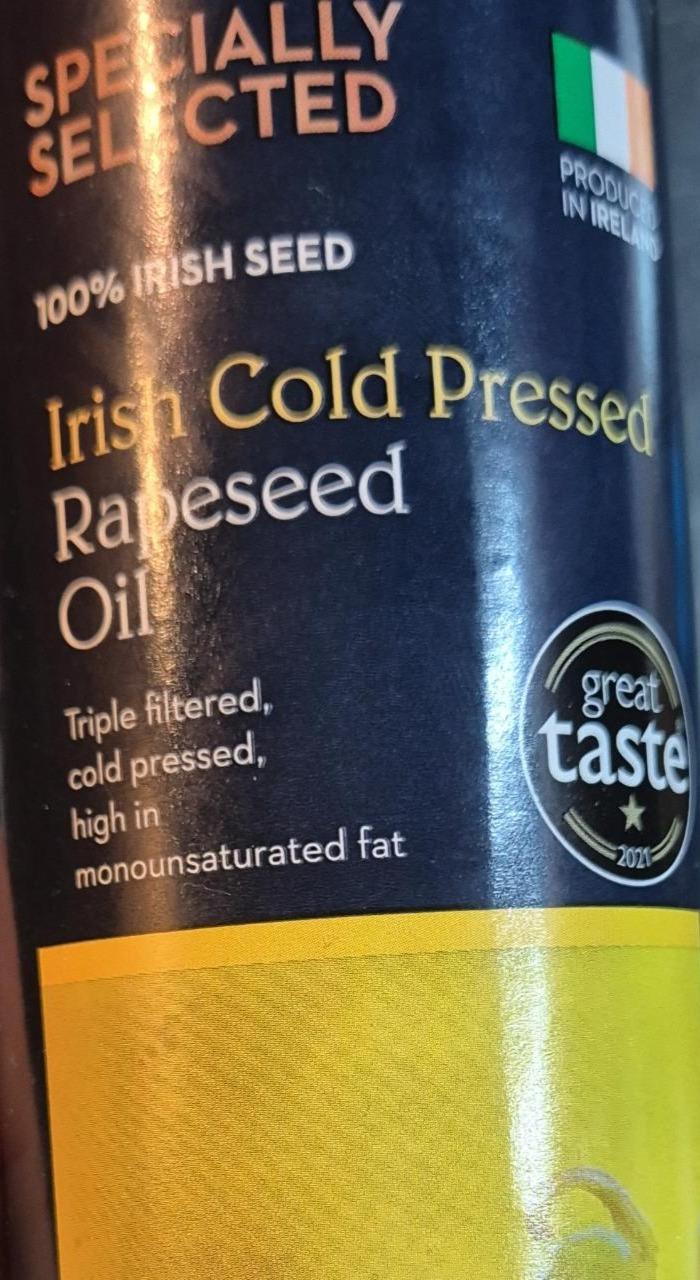 SPECIALLY
SELECTED
PRODUCED
IN IRELAND
100% IRISH SEED
Irish Cold Pressed
Rapeseed
Oil
Triple filtered,
cold pressed,
high in
monounsaturated fat
great
taste
2021